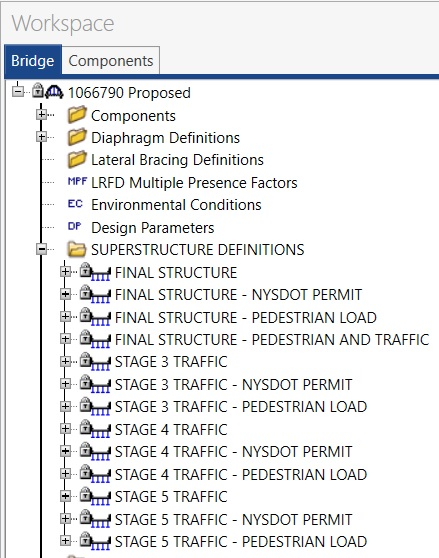 Workspace
Bridge Components
1066790 Proposed
Components
Diaphragm Definitions
Lateral Bracing Definitions
MPF LRFD Multiple Presence Factors
EC Environmental Conditions
DP Design Parameters
SUPERSTRUCTURE DEFINITIONS
FINAL STRUCTURE
FINAL STRUCTURE - NYSDOT PERMIT
FINAL STRUCTURE - PEDESTRIAN LOAD
FINAL STRUCTURE - PEDESTRIAN AND TRAFFIC
STAGE 3 TRAFFIC
STAGE 3 TRAFFIC - NYSDOT PERMIT
STAGE 3 TRAFFIC - PEDESTRIAN LOAD
STAGE 4 TRAFFIC
STAGE 4 TRAFFIC - NYSDOT PERMIT
STAGE 4 TRAFFIC - PEDESTRIAN LOAD
STAGE 5 TRAFFIC
STAGE 5 TRAFFIC - NYSDOT PERMIT
STAGE 5 TRAFFIC - PEDESTRIAN LOAD